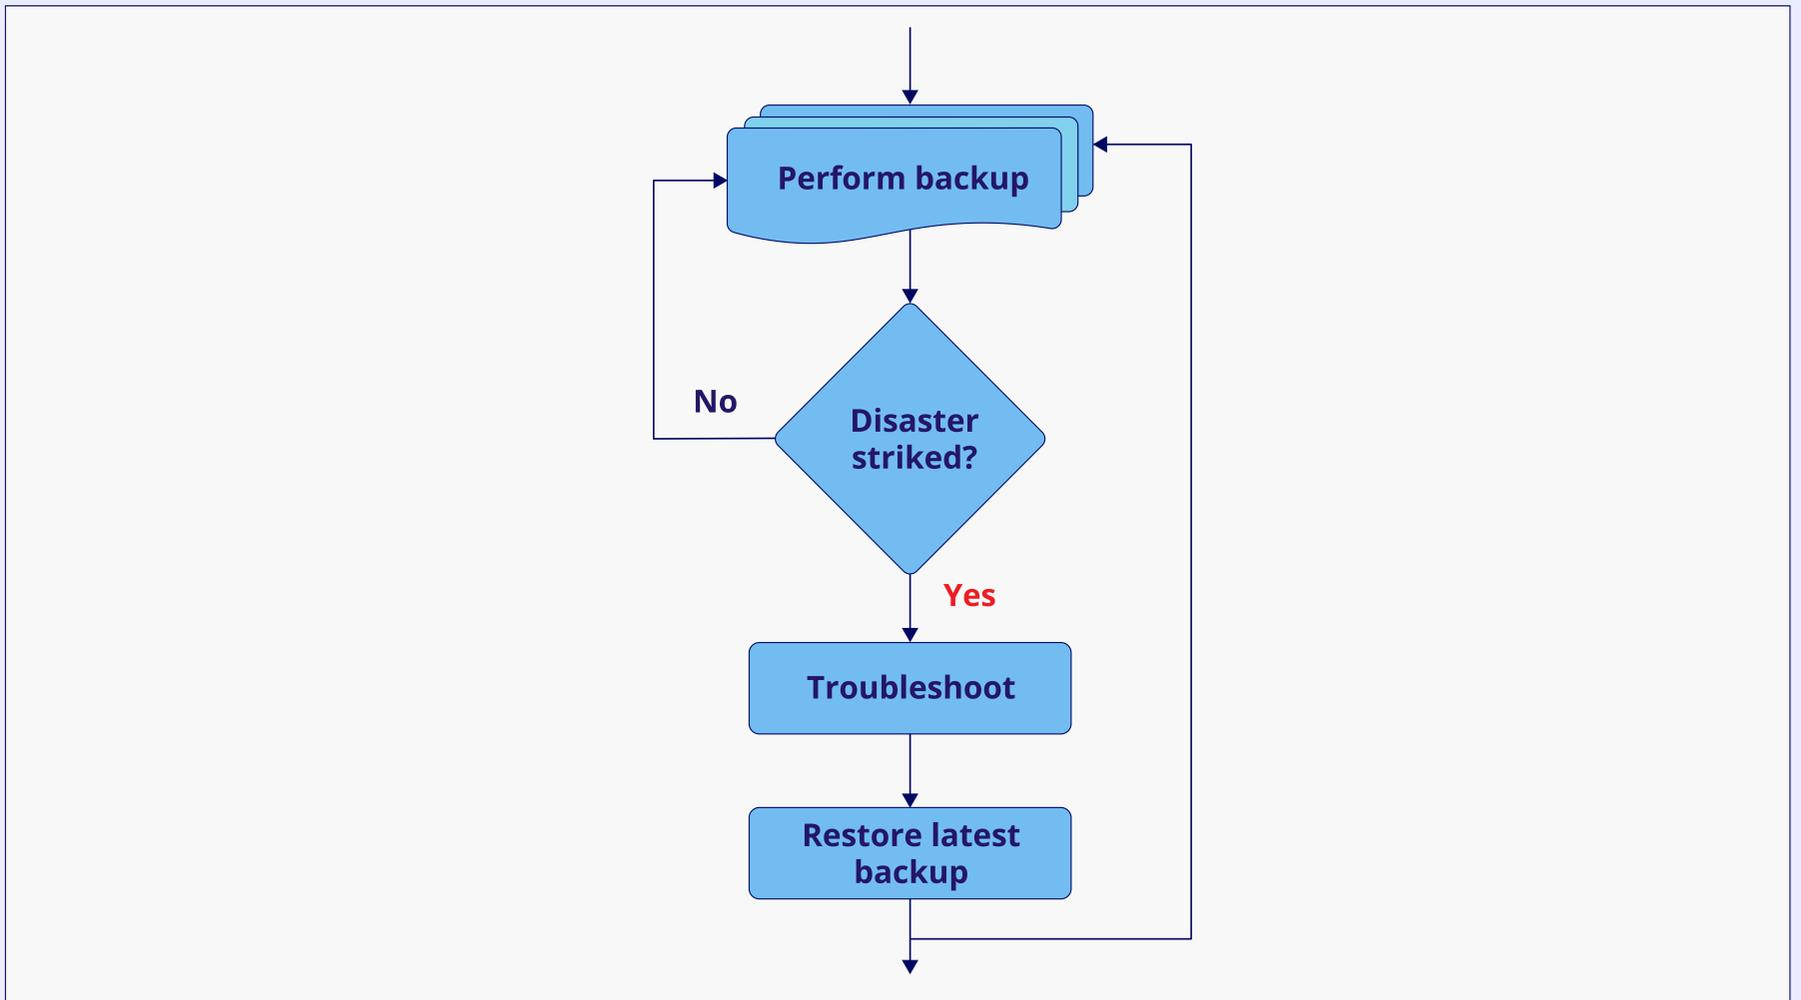 Perform backup
No
Disaster
striked?
Yes
Troubleshoot
Restore latest
backup